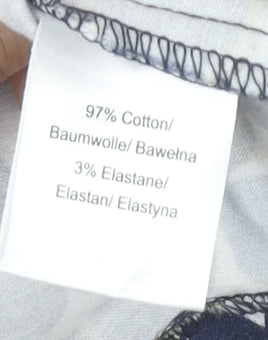 97% Cotton/
Baumwolle/ Bawełna
3% Elastane/
Elastan/ Elastyna